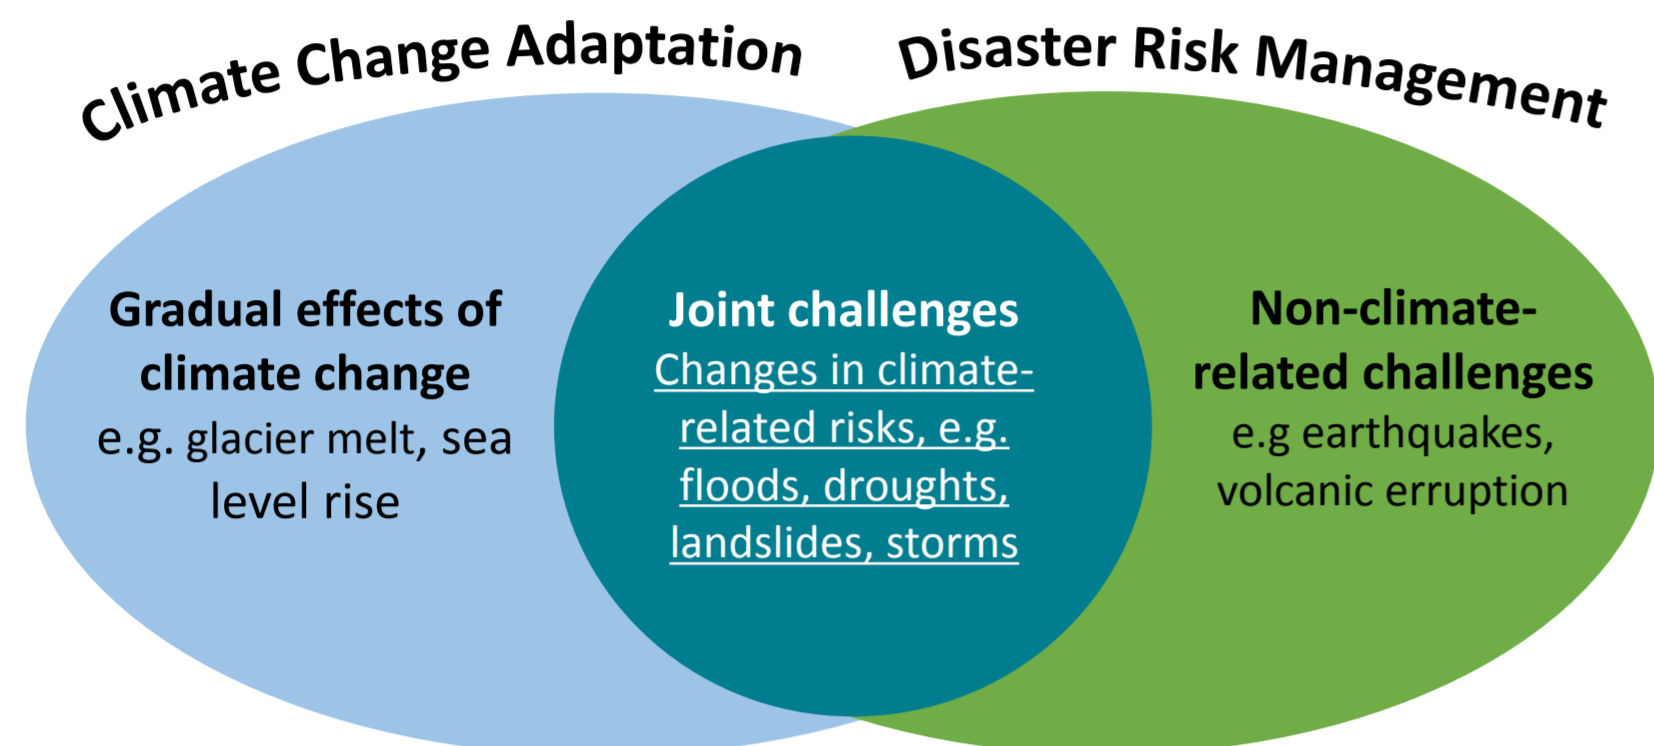 Climate Change Adaptation
Disaster Risk Management
Gradual effects of
climate change
e.g. glacier melt, sea
level rise
Joint challenges
Changes in climate-
related risks, e.g.
floods, droughts,
landslides, storms
Non-climate-
related challenges
e.g earthquakes,
volcanic erruption